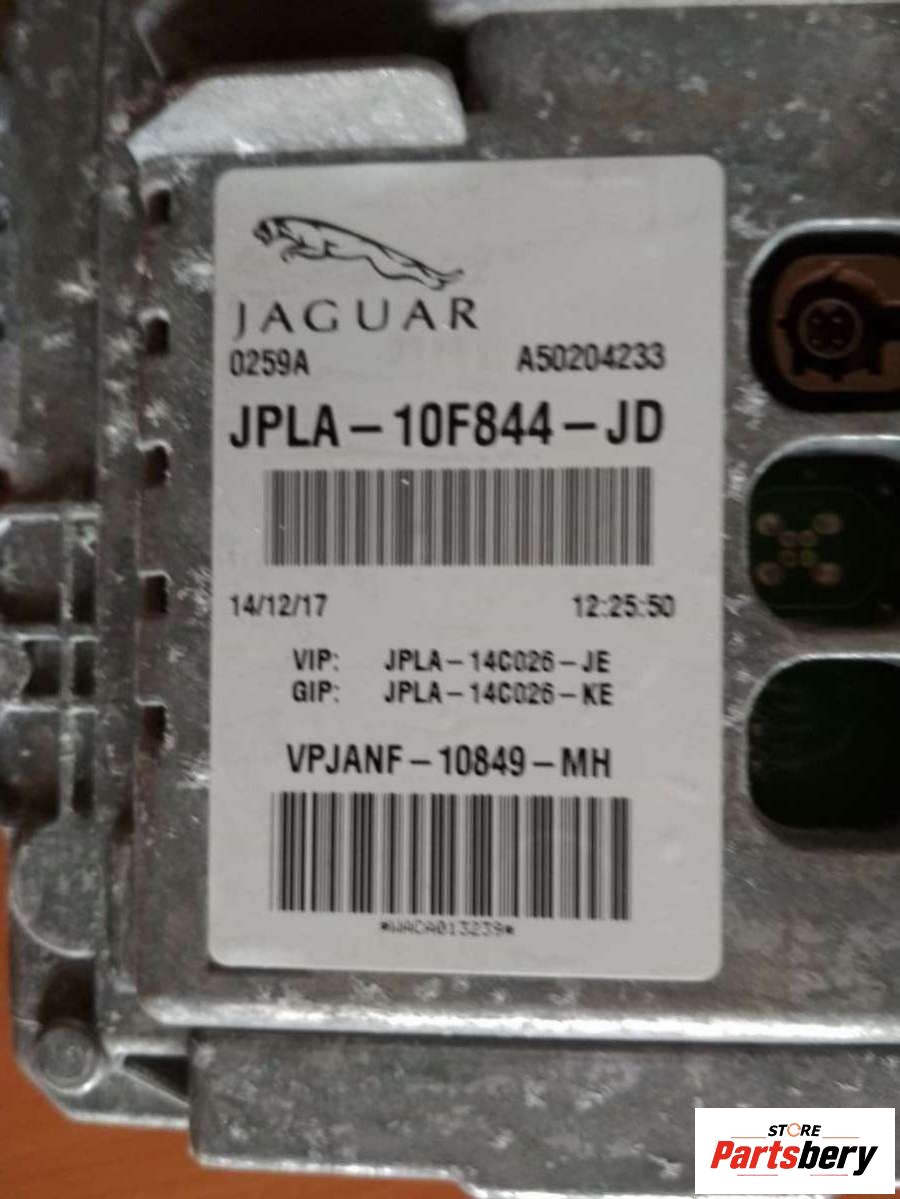 JAGUAR
0259A A50204233
JPLA-10F844-JD
14/12/17 12:25:50
VIP: JPLA-14C026-JE
GIP: JPLA-14C026-KE
VPJANF-10849-MH
*WACA013239*
STORE
Partsbery